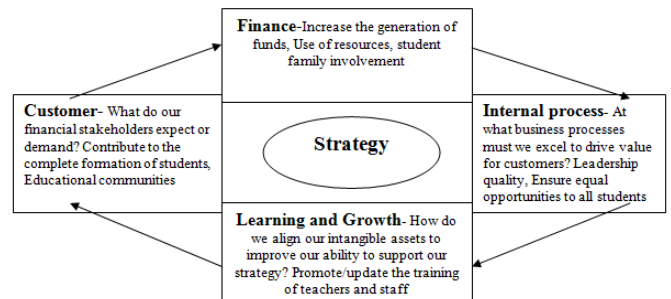 Finance-Increase the generation of
funds, Use of resources, student
family involvement
Customer- What do our
financial stakeholders expect or
demand? Contribute to the
complete formation of students,
Educational communities
Strategy
Internal process- At
what business processes
must we excel to drive value
for customers? Leadership
quality, Ensure equal
opportunities to all students
Learning and Growth- How do
we align our intangible assets to
improve our ability to support our
strategy? Promote/update the training
of teachers and staff